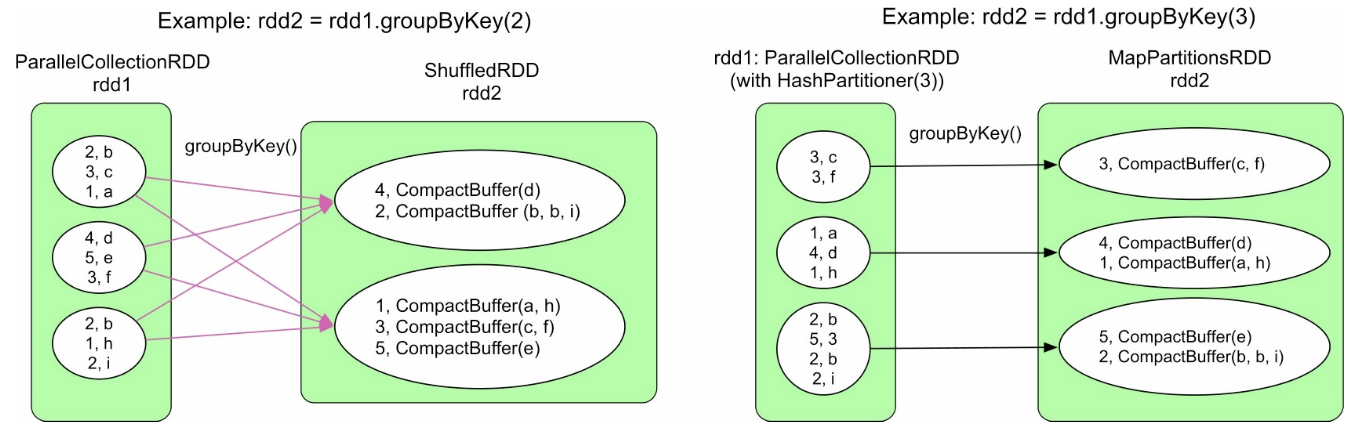 Example: rdd2 = rdd1.groupByKey(2)
ParallelCollectionRDD
rdd1
ShuffledRDD
rdd2
groupByKey()
2, b
3, c
1, a
4, d
5, e
3, f
2, b
1, h
2, i
4, CompactBuffer(d)
2, CompactBuffer (b, b, i)
1, CompactBuffer(a, h)
3, CompactBuffer(c, f)
5, CompactBuffer(e)
Example: rdd2 = rdd1.groupByKey(3)
rdd1: ParallelCollectionRDD
(with HashPartitioner(3))
MapPartitionsRDD
rdd2
groupByKey()
3, c
3, f
1, a
4, d
1, h
2, b
5, 3
2, b
2, i
3, CompactBuffer(c, f)
4, CompactBuffer(d)
1, CompactBuffer(a, h)
5, CompactBuffer(e)
2, CompactBuffer(b, b, i)